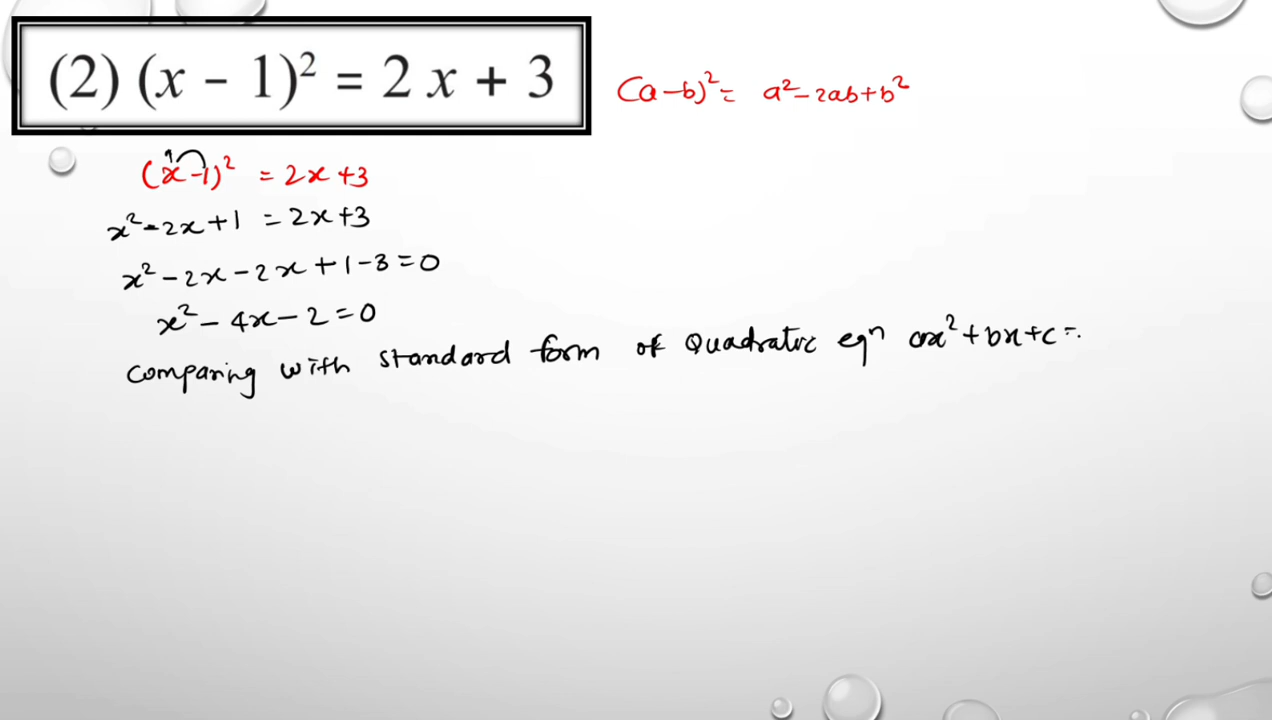 (2) (x − 1)² = 2 x + 3
(a-b)² = a²-2ab+b²
(x-1)² = 2x+3
x²-2x+1 = 2x+3
x²-2x-2x+1-3=0
x²-4x-2=0
comparing with standard form of Quadratic eqⁿ ax²+bx+c=